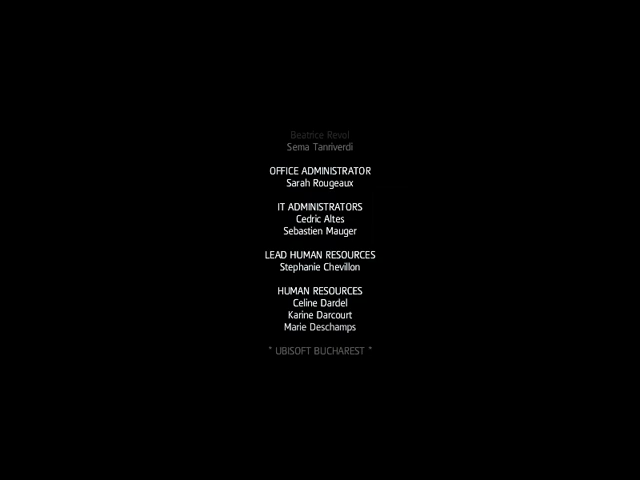 Beatrice Revol
Sema Tanriverdi
OFFICE ADMINISTRATOR
Sarah Rougeaux
IT ADMINISTRATORS
Cedric Altes
Sebastien Mauger
LEAD HUMAN RESOURCES
Stephanie Chevillon
HUMAN RESOURCES
Celine Dardel
Karine Darcourt
Marie Deschamps
* UBISOFT BUCHAREST *